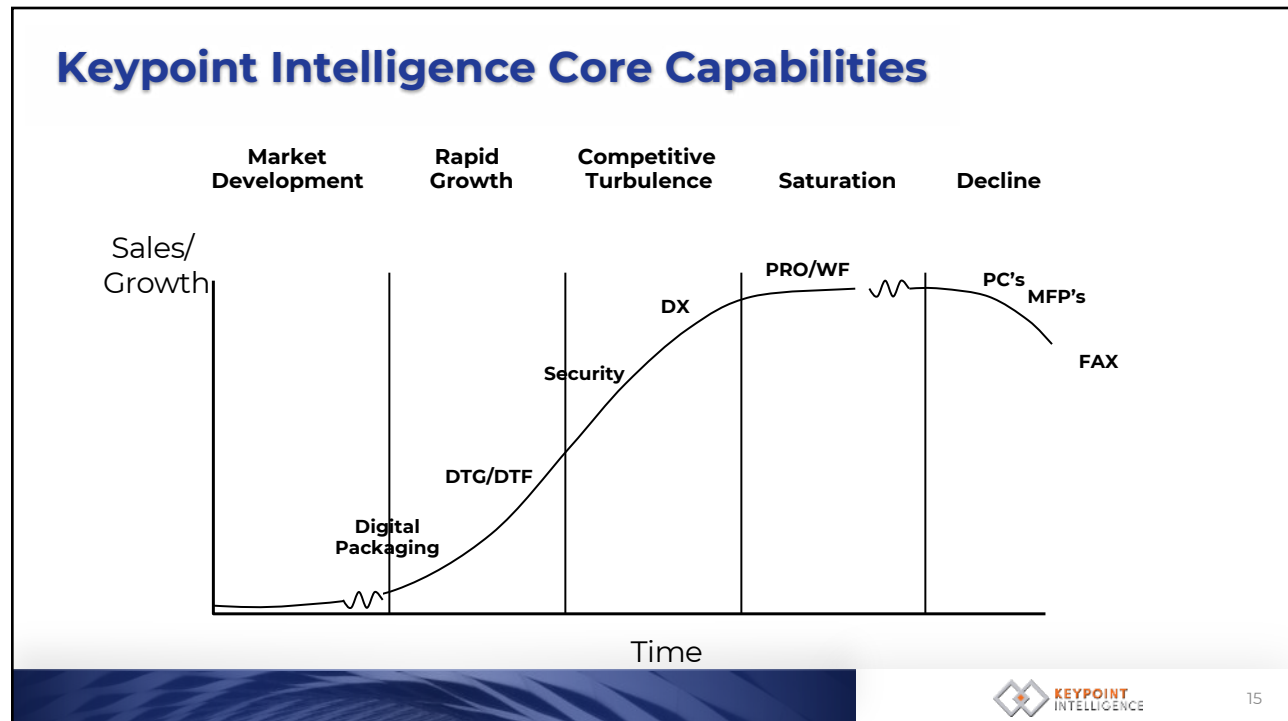 Keypoint Intelligence Core Capabilities
Market
Development
Rapid
Growth
Competitive
Turbulence
Saturation
Decline
Sales/
Growth
PRO/WF
PC's
MFP's
DX
FAX
Security
DTG/DTF
Digital
Packaging
Time
KEYPOINT
INTELLIGENCE
15